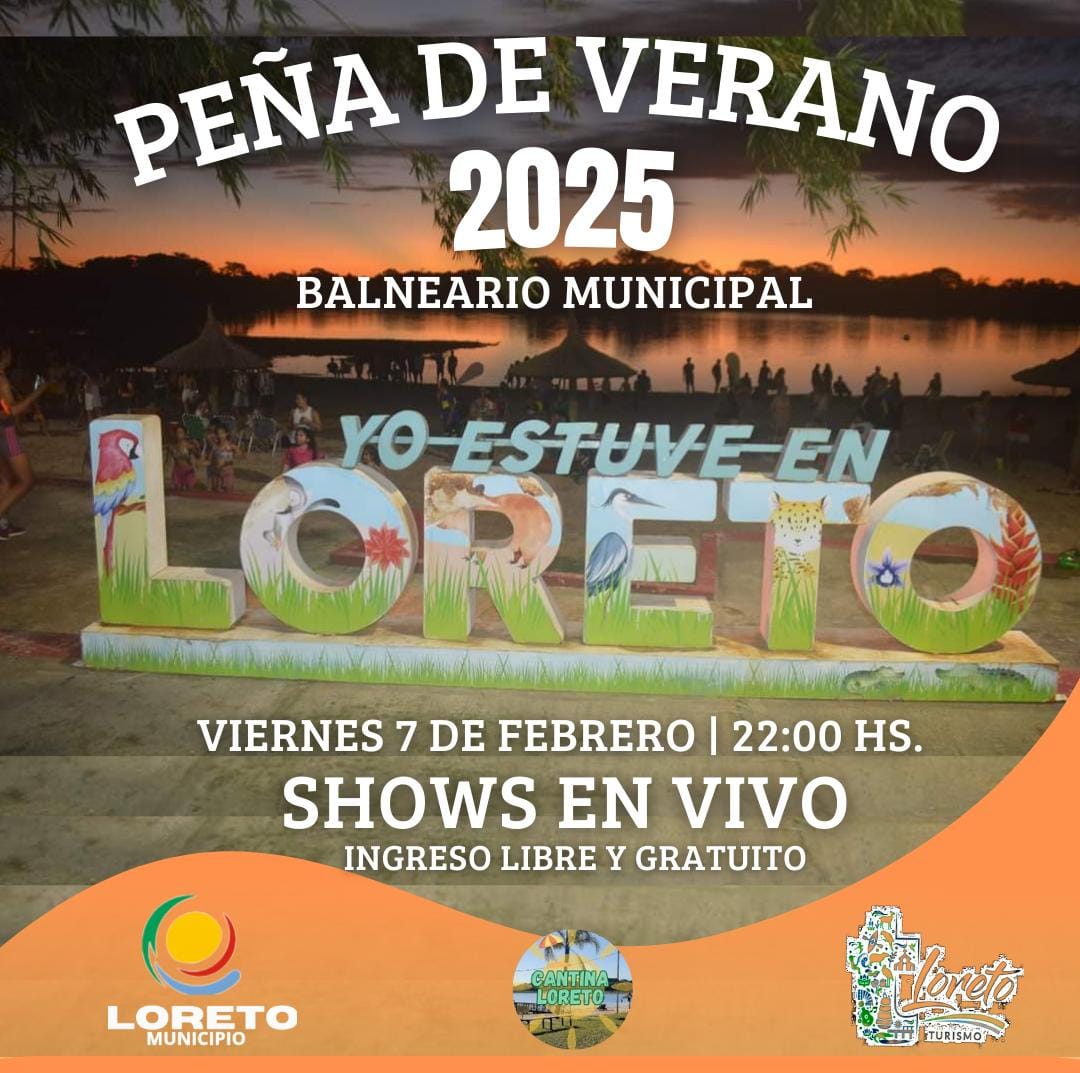 PEÑA DE VERANO
2025
BALNEARIO MUNICIPAL
YO ESTUVE EN
LORETO
VIERNES 7 DE FEBRERO | 22:00 HS.
SHOWS EN VIVO
INGRESO LIBRE Y GRATUITO
LORETO
MUNICIPIO
CANTINA
LORETO
Loreto
TURISMO